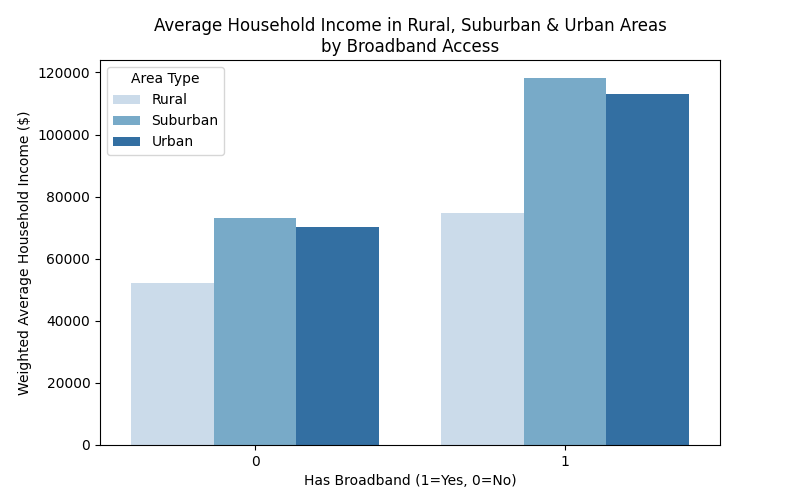 Average Household Income in Rural, Suburban & Urban Areas
by Broadband Access
Weighted Average Household Income ($)
120000
100000
80000
60000
40000
20000
0
Area Type
Rural
Suburban
Urban
0
1
Has Broadband (1=Yes, 0=No)